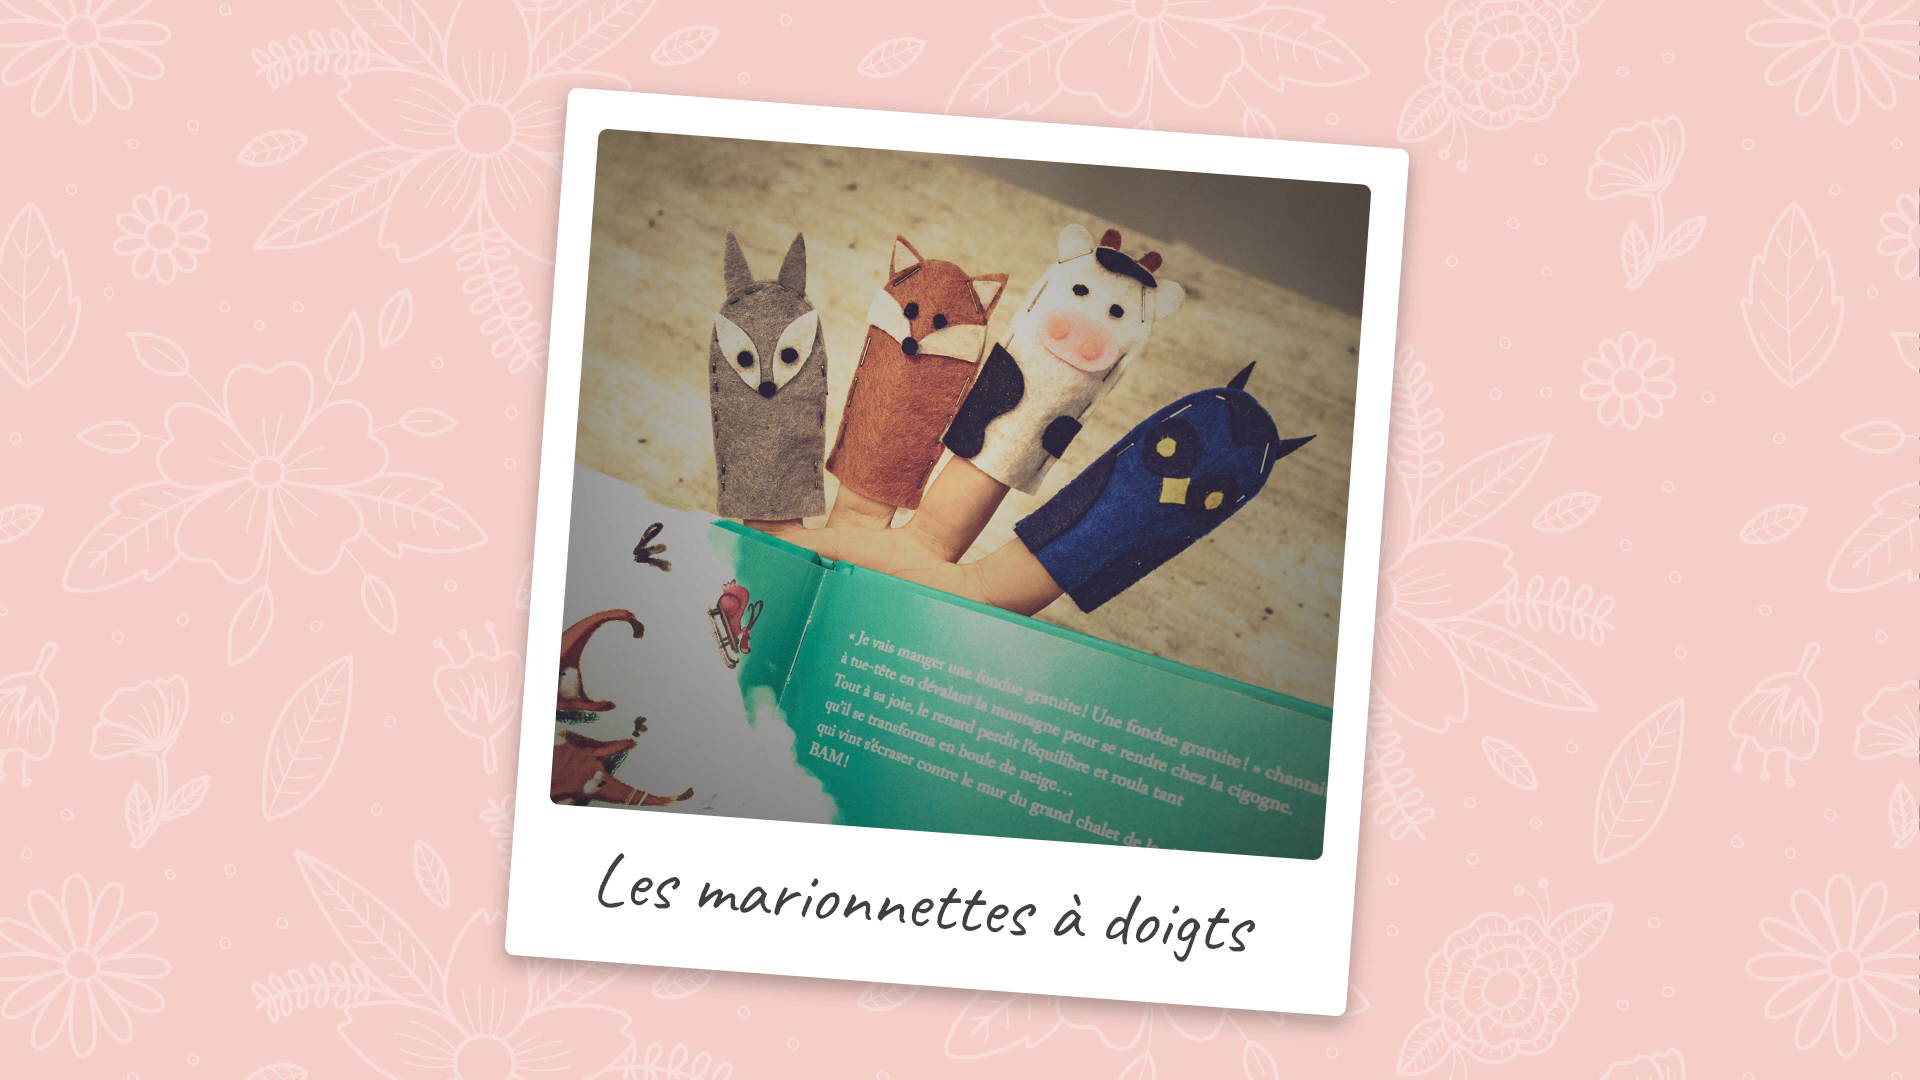 « Je vais manger une fondue gratuite ! Une fondue gratuite ! » chantait
à tue-tête en dévalant la montagne pour se rendre chez la cigogne.
Tout à sa joie, le renard perdit l'équilibre et roula tant
qu'il se transforma en boule de neige...
qui vint s'écraser contre le mur du grand chalet de
BAM !
Les marionnettes à doigts